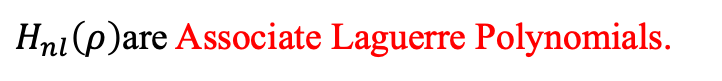 Hₙₗ(ρ)are Associate Laguerre Polynomials.